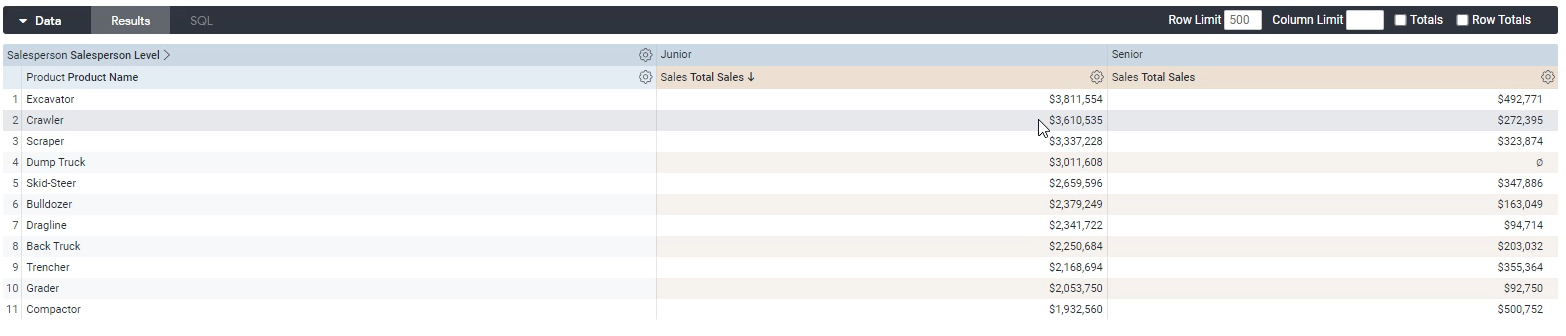 Data Results SQL Row Limit 500 Column Limit Totals Row Totals
Salesperson Salesperson Level Junior Senior
Product Product Name Sales Total Sales ↓ Sales Total Sales
1 Excavator $3,811,554 $492,771
2 Crawler $3,610,535 $272,395
3 Scraper $3,337,228 $323,874
4 Dump Truck $3,011,608 ∅
5 Skid-Steer $2,659,596 $347,886
6 Bulldozer $2,379,249 $163,049
7 Dragline $2,341,722 $94,714
8 Back Truck $2,250,684 $203,032
9 Trencher $2,168,694 $355,364
10 Grader $2,053,750 $92,750
11 Compactor $1,932,560 $500,752